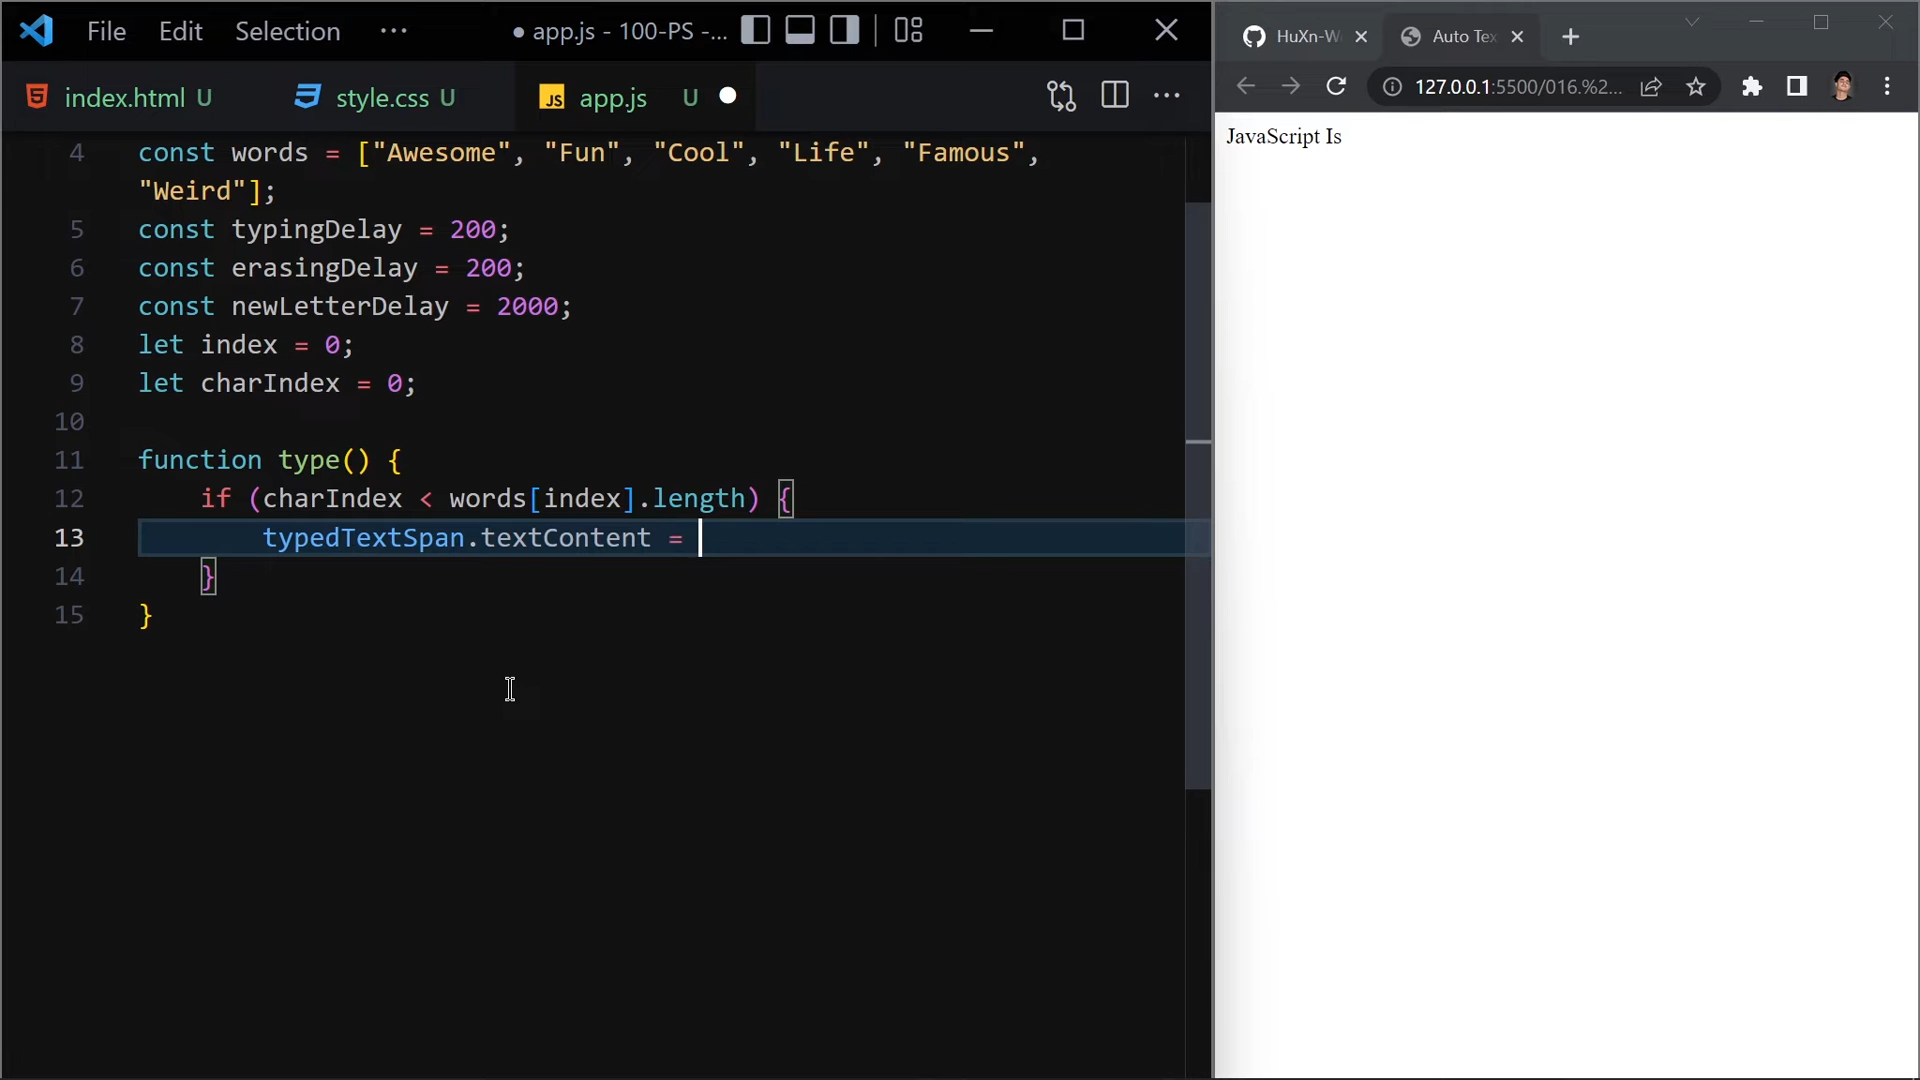 File Edit Selection ··· ● app.js - 100-PS -...
HuXn-W
Auto Tex
index.html U style.css U JS app.js U
127.0.0.1:5500/016.%2...
4 const words = ["Awesome", "Fun", "Cool", "Life", "Famous",
"Weird"];
5 const typingDelay = 200;
6 const erasingDelay = 200;
7 const newLetterDelay = 2000;
8 let index = 0;
9 let charIndex = 0;
10
11 function type() {
12 if (charIndex < words[index].length) {
13 typedTextSpan.textContent =
14 }
15 }
JavaScript Is